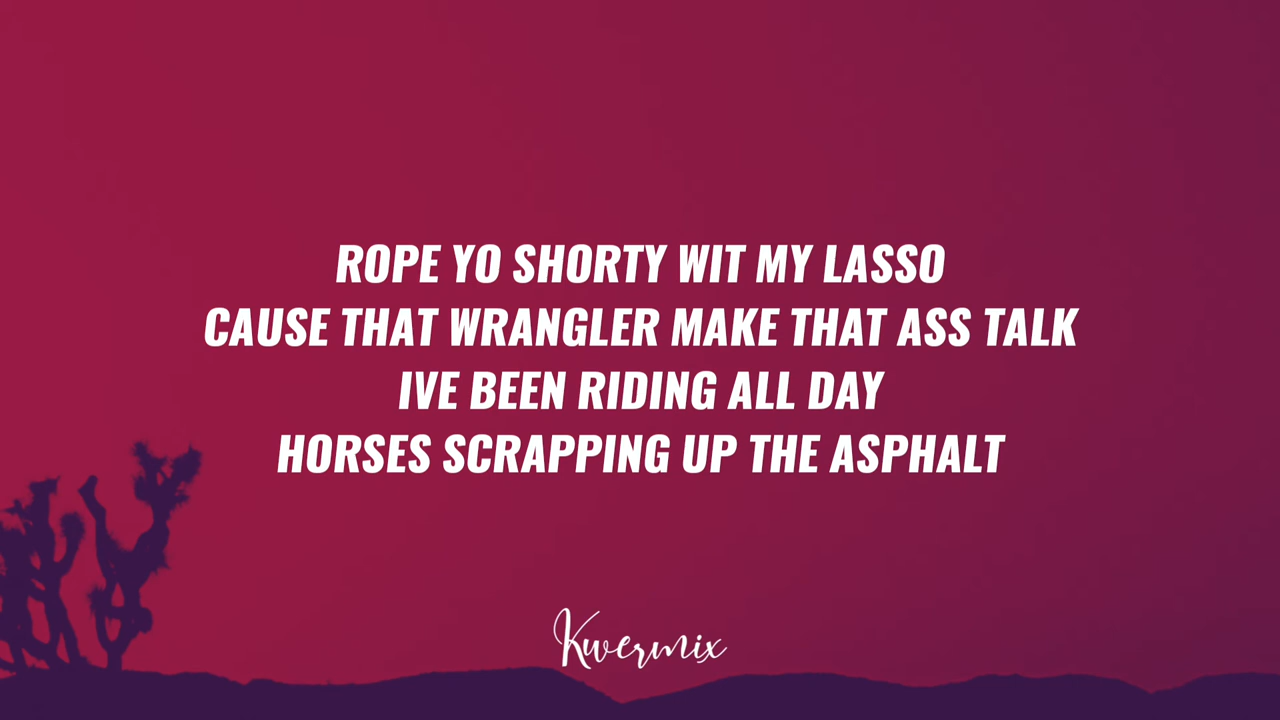 ROPE YO SHORTY WIT MY LASSO
CAUSE THAT WRANGLER MAKE THAT ASS TALK
IVE BEEN RIDING ALL DAY
HORSES SCRAPPING UP THE ASPHALT
Kwermix